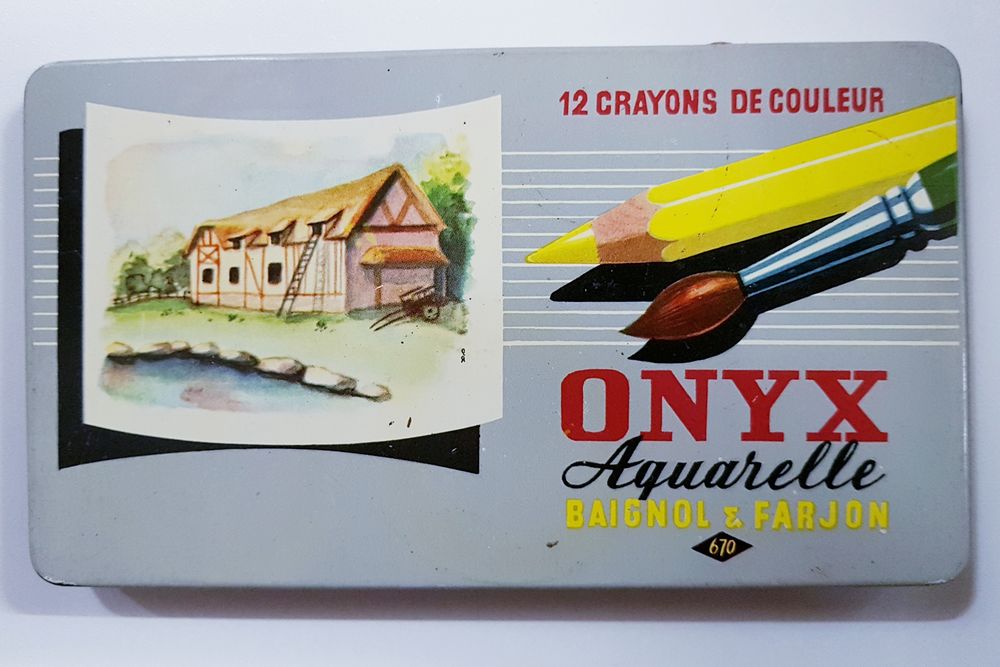 12 CRAYONS DE COULEUR
ONYX
Aquarelle
BAIGNOL & FARJON
670